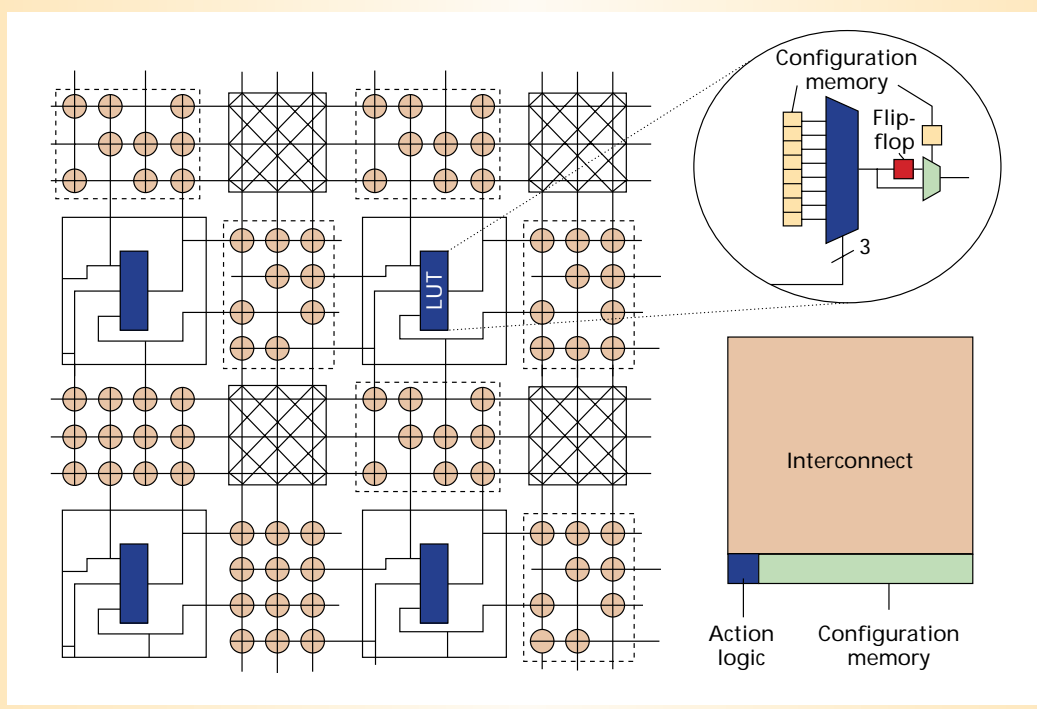 Configuration
memory
Flip-
flop
3
LUT
Interconnect
Action
logic
Configuration
memory